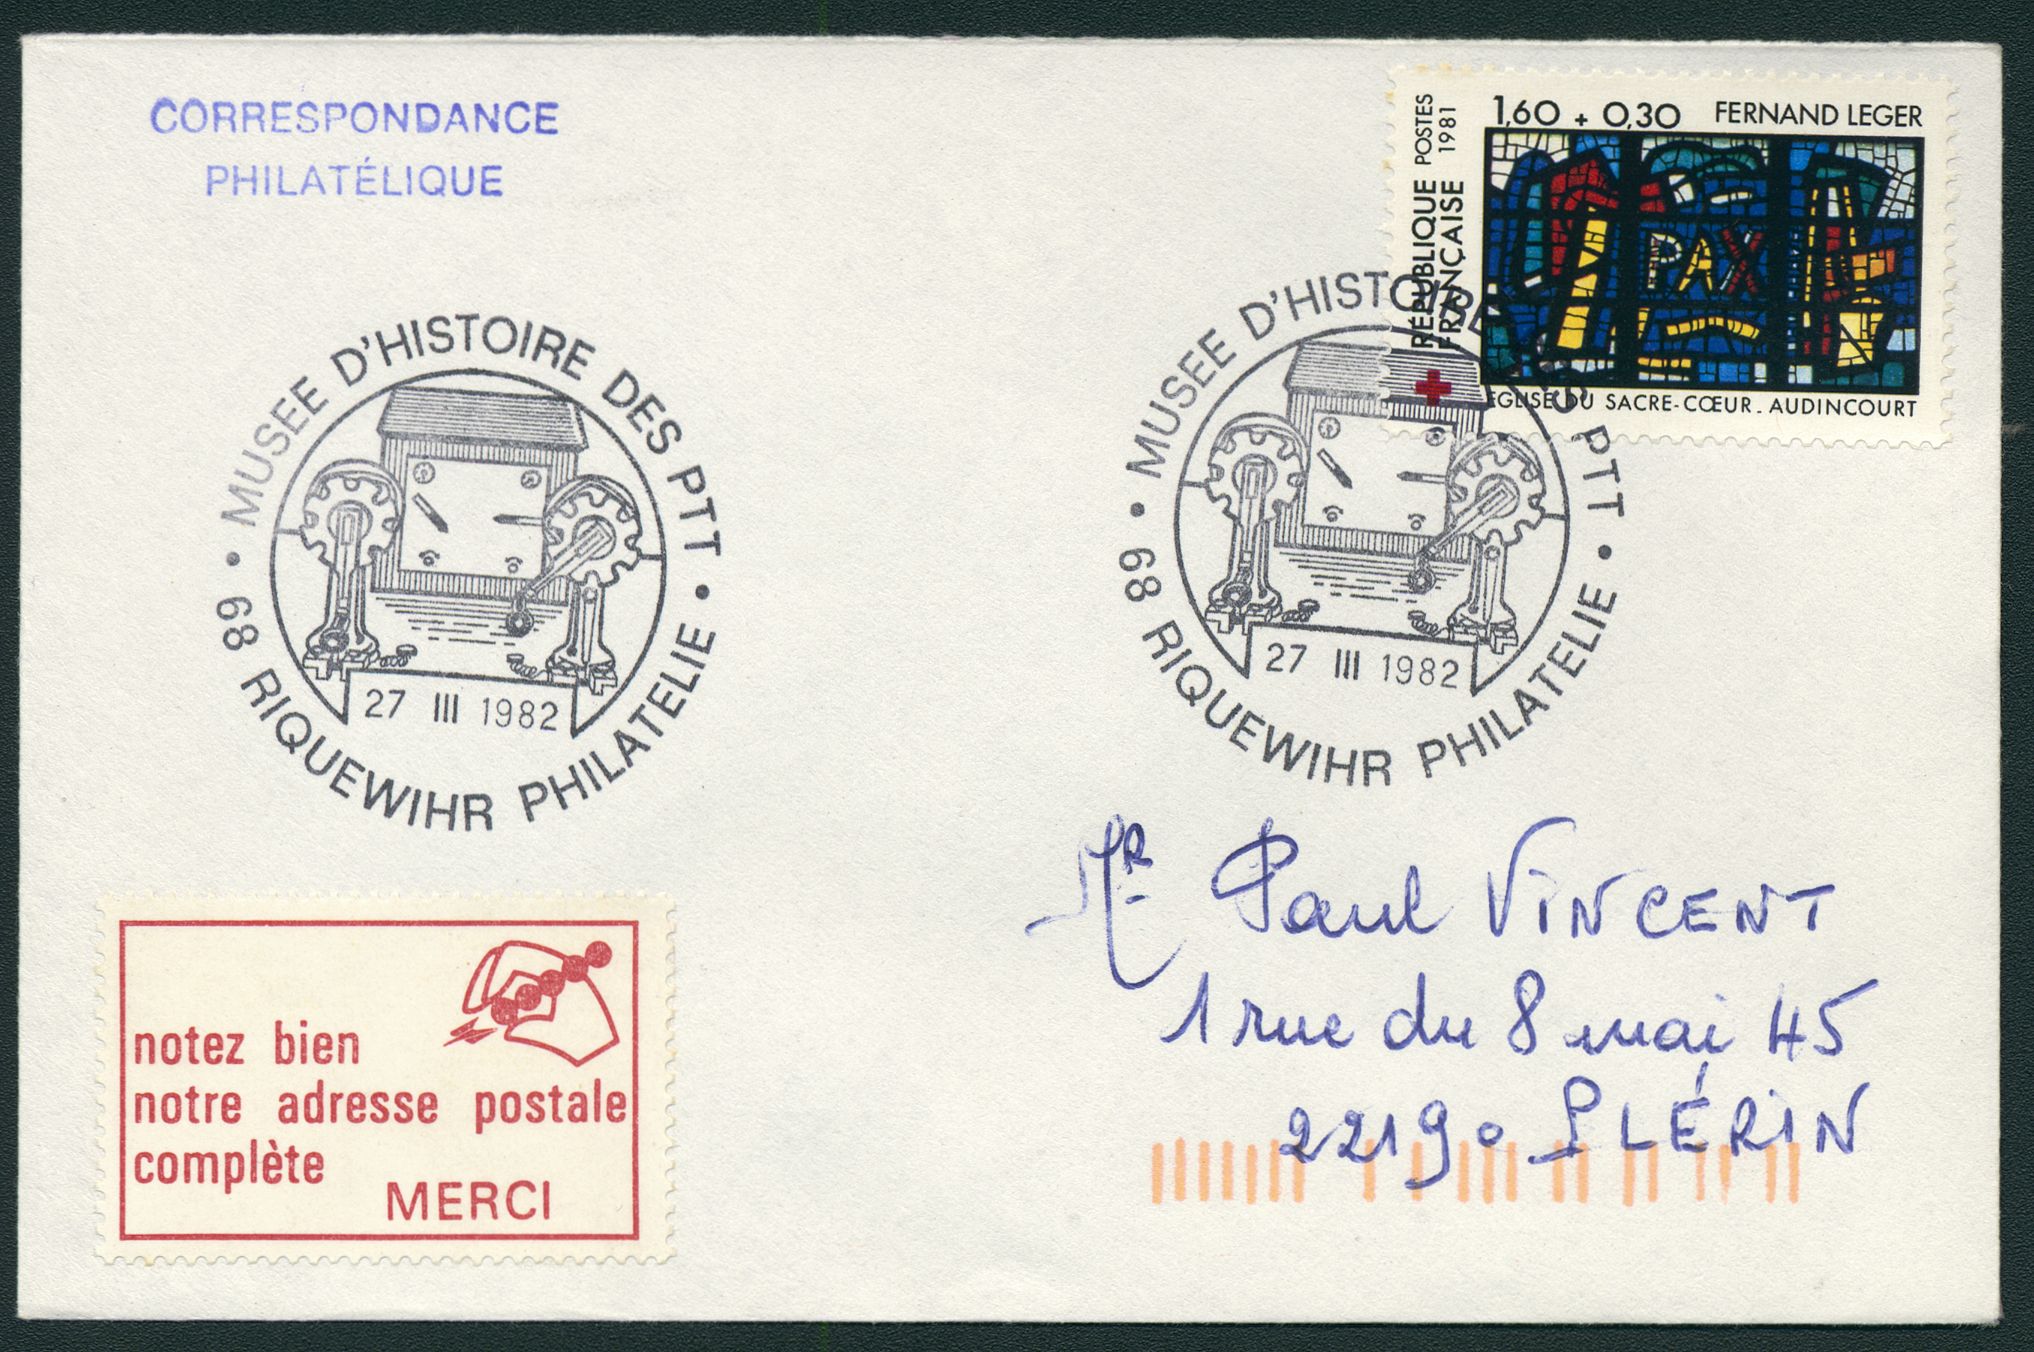 CORRESPONDANCE
PHILATÉLIQUE
RÉPUBLIQUE POSTES
FRANÇAISE 1981
1,60 + 0,30 FERNAND LEGER
PAX
EGLISE DU SACRE-CŒUR. AUDINCOURT
• MUSEE D'HISTOIRE DES PTT •
68 RIQUEWIHR PHILATELIE
27 III 1982
• MUSEE D'HISTOIRE DES PTT •
68 RIQUEWIHR PHILATELIE
27 III 1982
Mr Paul VINCENT
1 rue du 8 mai 45
22190 PLÉRIN
notez bien
notre adresse postale
complète
MERCI